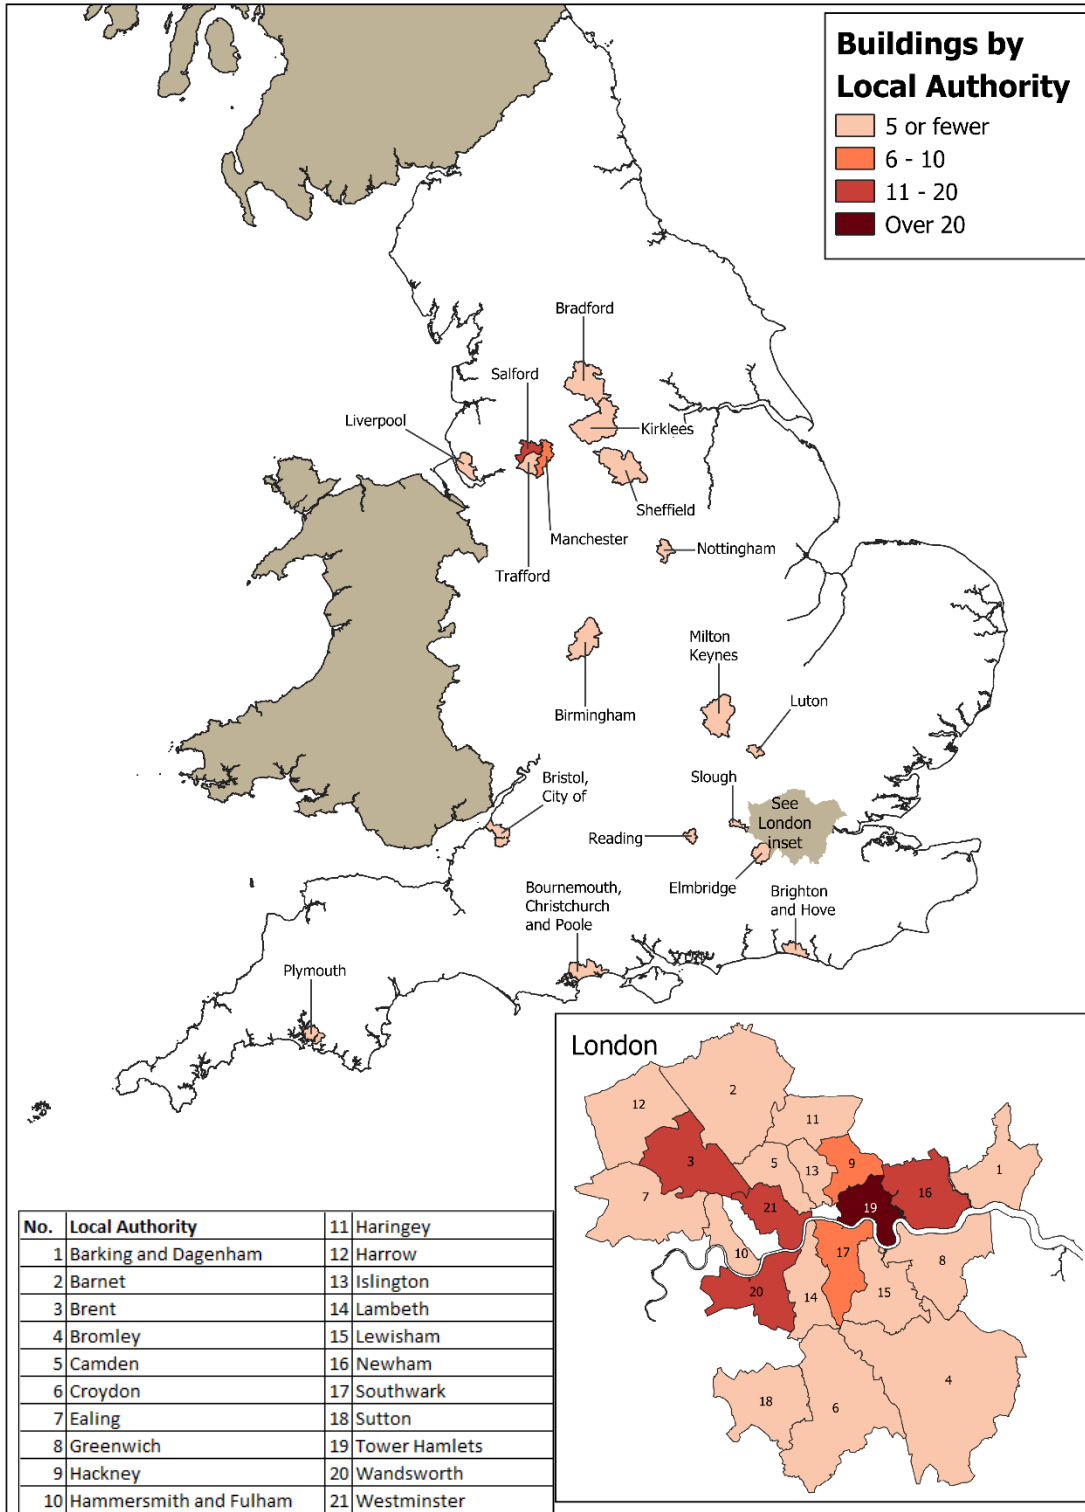 Buildings by
Local Authority
5 or fewer
6 - 10
11 - 20
Over 20
Bradford
Salford
Liverpool
Kirklees
Sheffield
Manchester
Nottingham
Trafford
Milton
Keynes
Birmingham
Luton
Bristol,
City of
Slough
See
London
inset
Reading
Elmbridge
Bournemouth,
Christchurch
and Poole
Brighton
and Hove
Plymouth
London
2
12
11
3
5
13
9
1
16
7
21
19
10
17
8
20
14
15
4
18
6
No. Local Authority 11 Haringey
1 Barking and Dagenham 12 Harrow
2 Barnet 13 Islington
3 Brent 14 Lambeth
4 Bromley 15 Lewisham
5 Camden 16 Newham
6 Croydon 17 Southwark
7 Ealing 18 Sutton
8 Greenwich 19 Tower Hamlets
9 Hackney 20 Wandsworth
10 Hammersmith and Fulham 21 Westminster